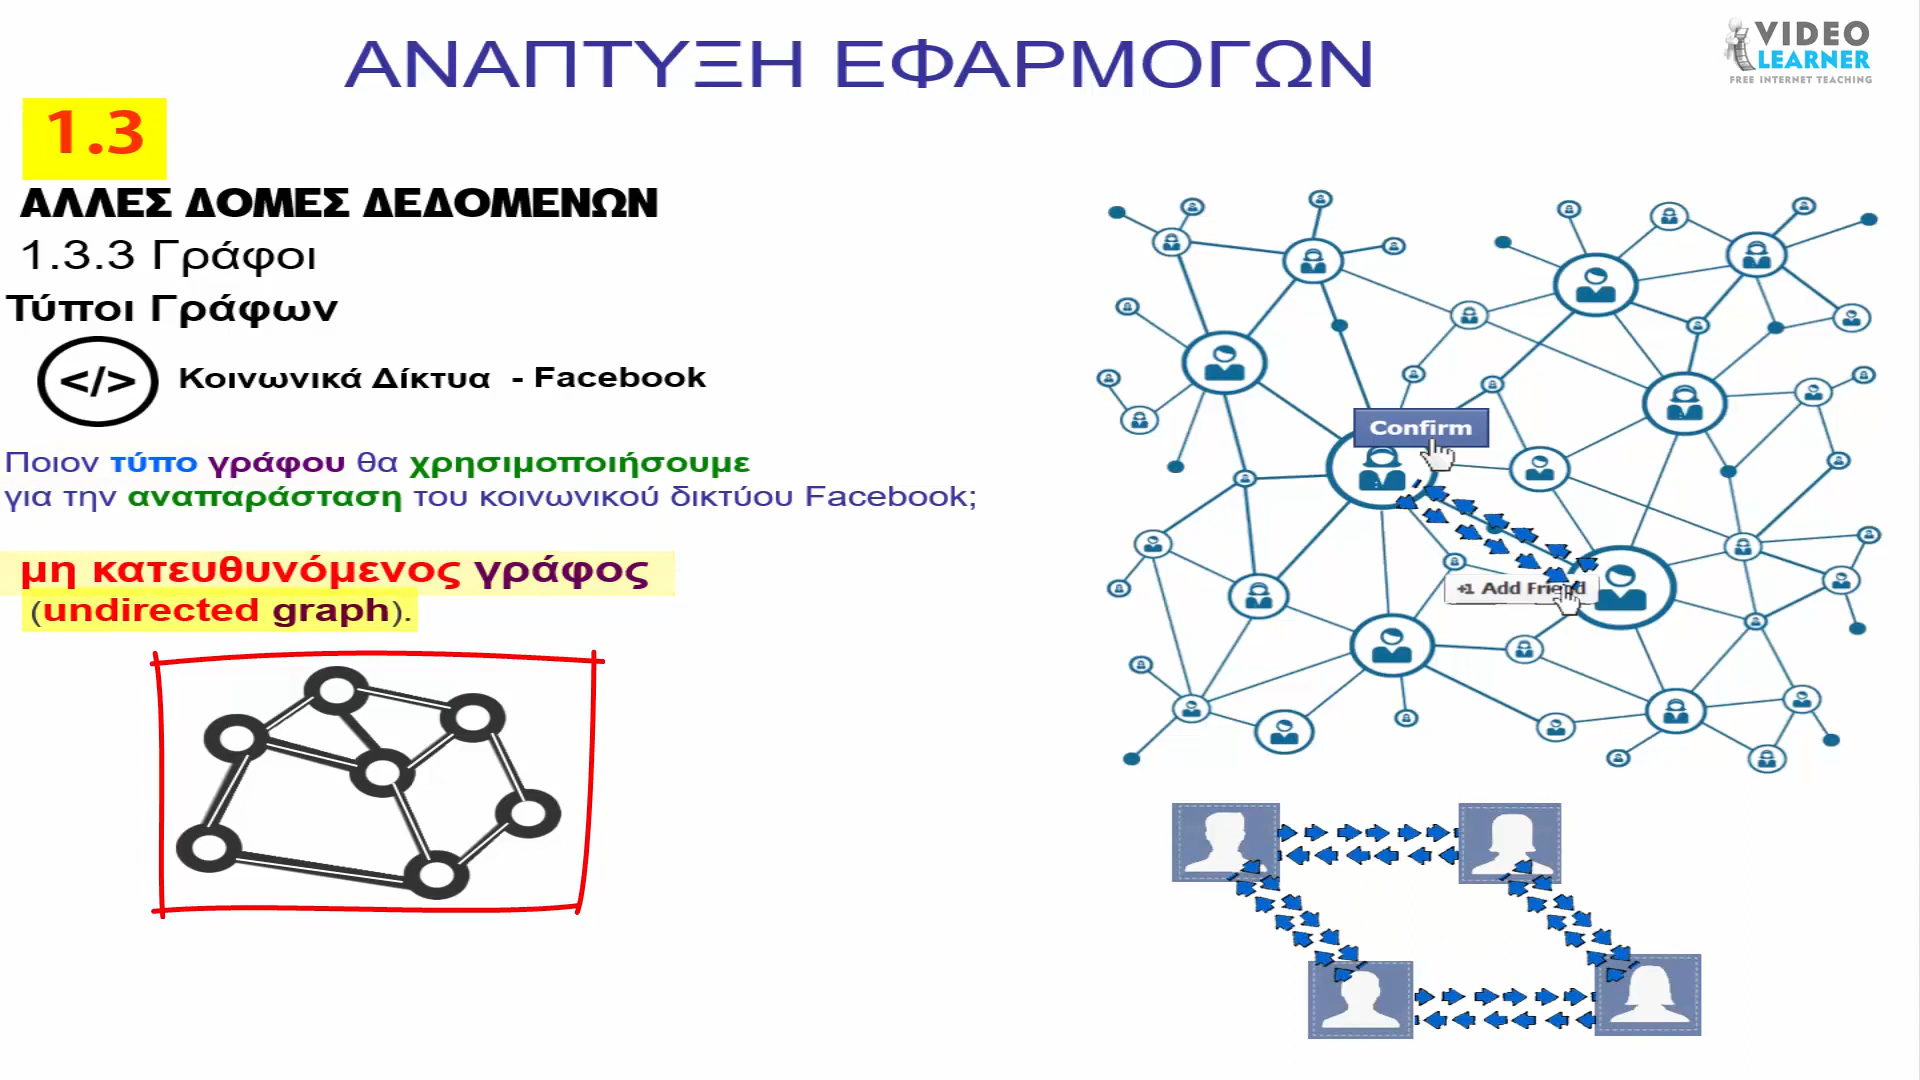 ΑΝΑΠΤΥΞΗ ΕΦΑΡΜΟΓΩΝ
VIDEO
LEARNER
FREE INTERNET TEACHING
1.3
ΑΛΛΕΣ ΔΟΜΕΣ ΔΕΔΟΜΕΝΩΝ
1.3.3 Γράφοι
Τύποι Γράφων
</> Κοινωνικά Δίκτυα - Facebook
Ποιον τύπο γράφου θα χρησιμοποιήσουμε
για την αναπαράσταση του κοινωνικού δικτύου Facebook;
μη κατευθυνόμενος γράφος
(undirected graph).
Confirm
+1 Add Friend